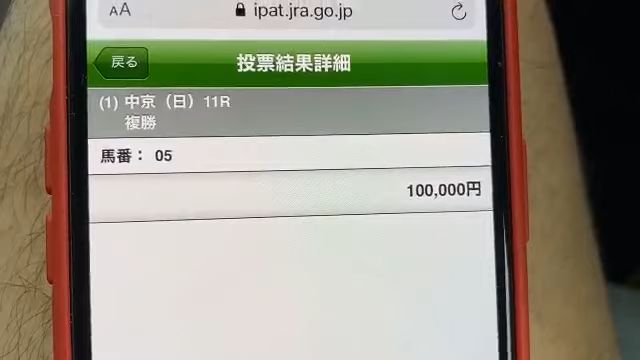 AA ipat.jra.go.jp
戻る 投票結果詳細
(1) 中京（日）11R
複勝
馬番： 05
100,000円